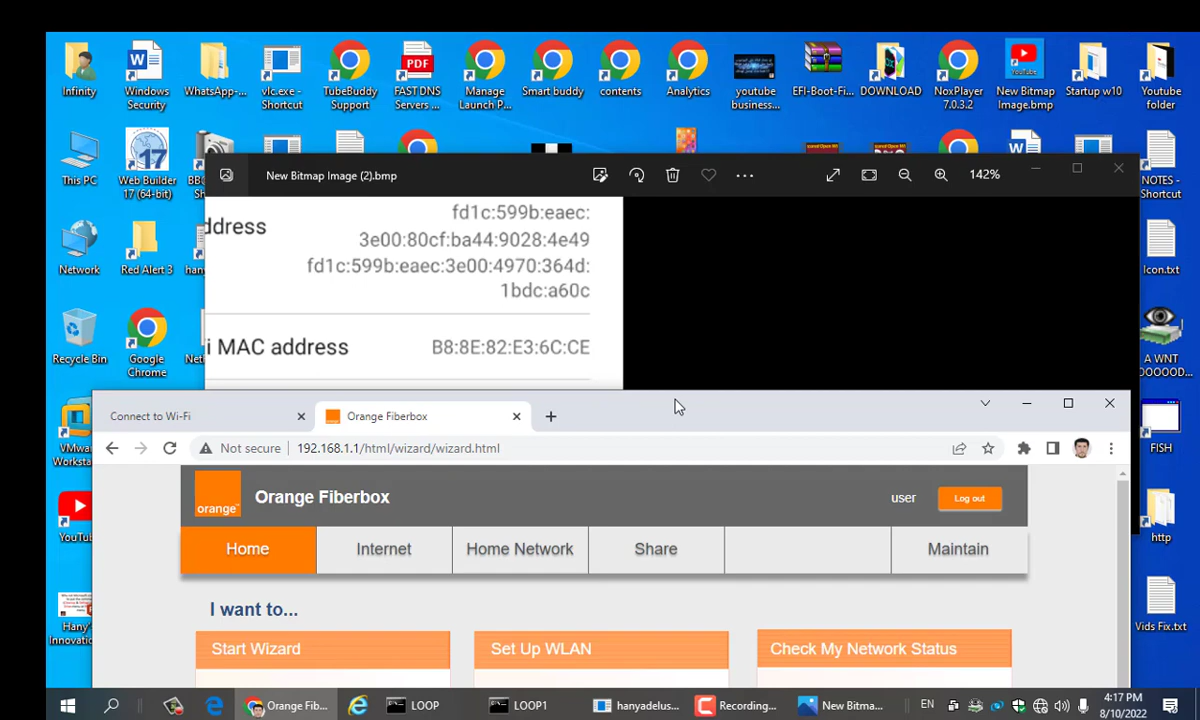 Infinity
Windows Security
WhatsApp-...
vlc.exe - Shortcut
TubeBuddy Support
FAST DNS Servers ...
Manage Launch P...
Smart buddy
contents
Analytics
youtube business...
EFI-Boot-Fi...
DOWNLOAD
NoxPlayer 7.0.3.2
New Bitmap Image.bmp
Startup w10
Youtube folder
PDF
YouTube
This PC
Web Builder 17 (64-bit)
17
New Bitmap Image (2).bmp
142%
NOTES - Shortcut
ddress
fd1c:599b:eaec:
3e00:80cf:ba44:9028:4e49
fd1c:599b:eaec:3e00:4970:364d:
1bdc:a60c
Network
Red Alert 3
hany
Icon.txt
i MAC address
B8:8E:82:E3:6C:CE
Recycle Bin
Google Chrome
A WNT
OOOOOD...
Connect to Wi-Fi
Orange Fiberbox
FISH
Not secure
192.168.1.1/html/wizard/wizard.html
orange
Orange Fiberbox
user
Log out
http
Home
Internet
Home Network
Share
Maintain
I want to...
Start Wizard
Set Up WLAN
Check My Network Status
Hany'
Innovatio
Vids Fix.txt
Orange Fib...
LOOP
LOOP1
hanyadelus...
Recording...
New Bitma...
EN
4:17 PM
8/10/2022